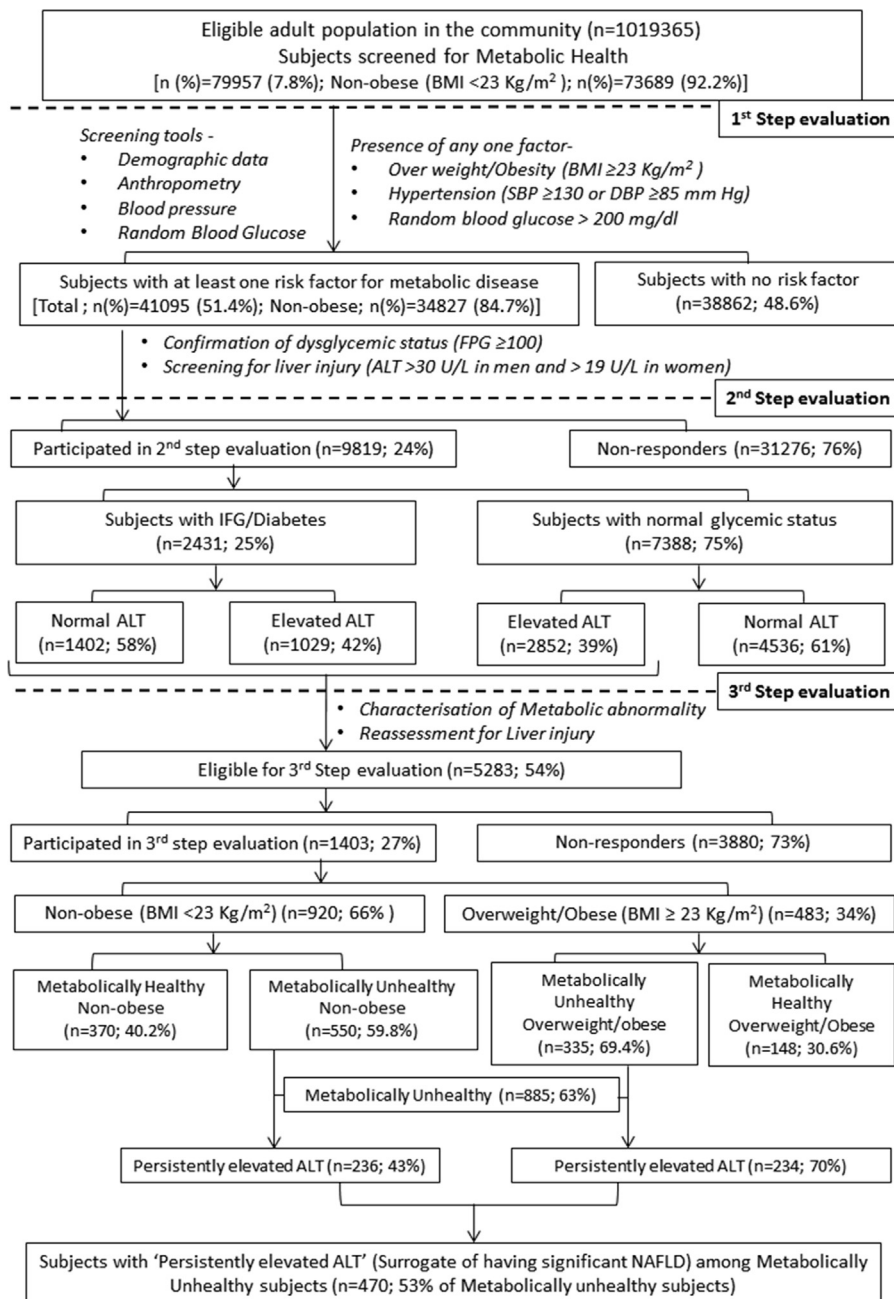 Eligible adult population in the community (n=1019365)
Subjects screened for Metabolic Health
[n (%)=79957 (7.8%); Non-obese (BMI <23 Kg/m²); n(%)=73689 (92.2%)]
1st Step evaluation
Screening tools -
• Demographic data
• Anthropometry
• Blood pressure
• Random Blood Glucose
Presence of any one factor-
• Over weight/Obesity (BMI ≥23 Kg/m²)
• Hypertension (SBP ≥130 or DBP ≥85 mm Hg)
• Random blood glucose > 200 mg/dl
Subjects with at least one risk factor for metabolic disease
[Total ; n(%)=41095 (51.4%); Non-obese; n(%)=34827 (84.7%)]
Subjects with no risk factor
(n=38862; 48.6%)
• Confirmation of dysglycemic status (FPG ≥100)
• Screening for liver injury (ALT >30 U/L in men and > 19 U/L in women)
2nd Step evaluation
Participated in 2nd step evaluation (n=9819; 24%)
Non-responders (n=31276; 76%)
Subjects with IFG/Diabetes
(n=2431; 25%)
Subjects with normal glycemic status
(n=7388; 75%)
Normal ALT
(n=1402; 58%)
Elevated ALT
(n=1029; 42%)
Elevated ALT
(n=2852; 39%)
Normal ALT
(n=4536; 61%)
3rd Step evaluation
• Characterisation of Metabolic abnormality
• Reassessment for Liver injury
Eligible for 3rd Step evaluation (n=5283; 54%)
Participated in 3rd step evaluation (n=1403; 27%)
Non-responders (n=3880; 73%)
Non-obese (BMI <23 Kg/m²) (n=920; 66% )
Overweight/Obese (BMI ≥ 23 Kg/m²) (n=483; 34%)
Metabolically Healthy
Non-obese
(n=370; 40.2%)
Metabolically Unhealthy
Non-obese
(n=550; 59.8%)
Metabolically
Unhealthy
Overweight/obese
(n=335; 69.4%)
Metabolically
Healthy
Overweight/Obese
(n=148; 30.6%)
Metabolically Unhealthy (n=885; 63%)
Persistently elevated ALT (n=236; 43%)
Persistently elevated ALT (n=234; 70%)
Subjects with ‘Persistently elevated ALT’ (Surrogate of having significant NAFLD) among Metabolically
Unhealthy subjects (n=470; 53% of Metabolically unhealthy subjects)